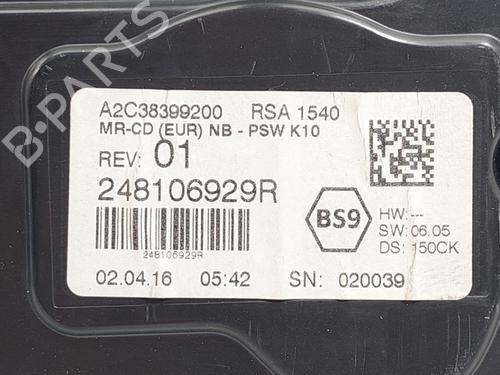 B-PARTS
A2C38399200 RSA 1540
MR-CD (EUR) NB - PSW K10
REV: 01
248106929R
BS9
HW: ---
SW: 06.05
DS: 150CK
248106929R
02.04.16 05:42 SN: 020039